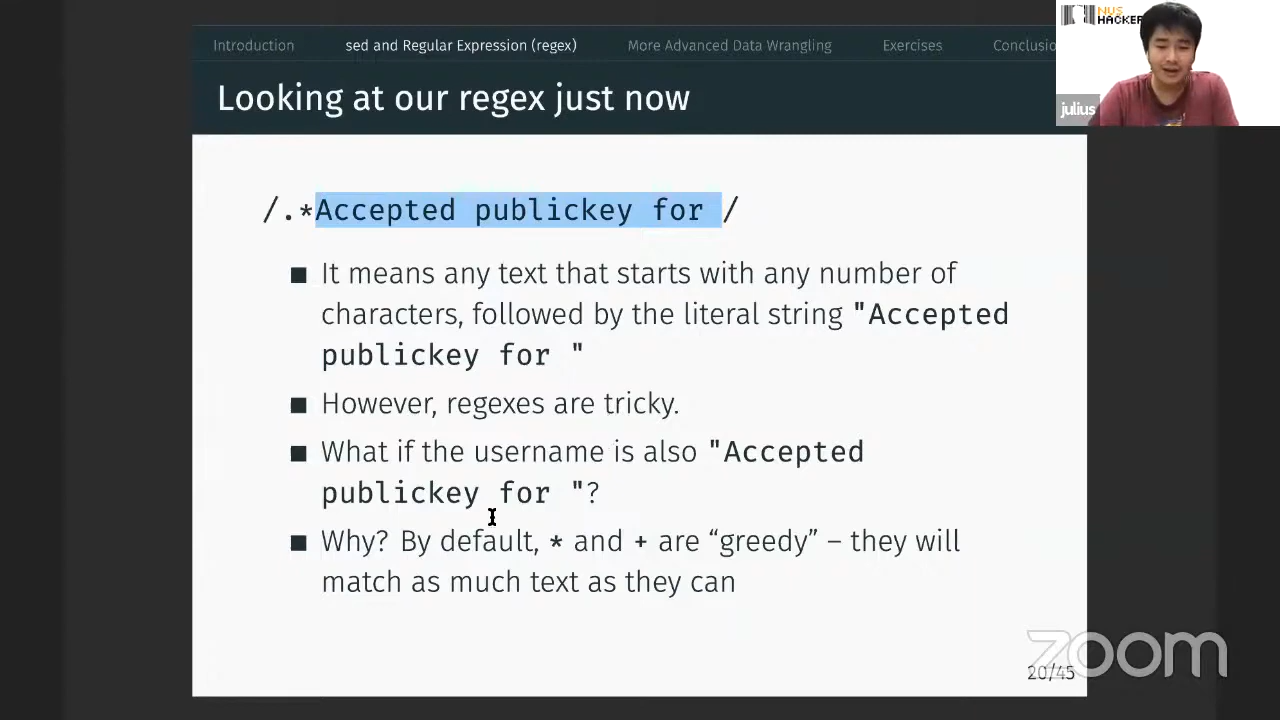 NUS
HACKER
Introduction sed and Regular Expression (regex) More Advanced Data Wrangling Exercises Conclusio
julius
Looking at our regex just now
/.*Accepted publickey for /
■ It means any text that starts with any number of
characters, followed by the literal string "Accepted
publickey for "
■ However, regexes are tricky.
■ What if the username is also "Accepted
publickey for "?
■ Why? By default, * and + are “greedy” – they will
match as much text as they can
zoom
20/45